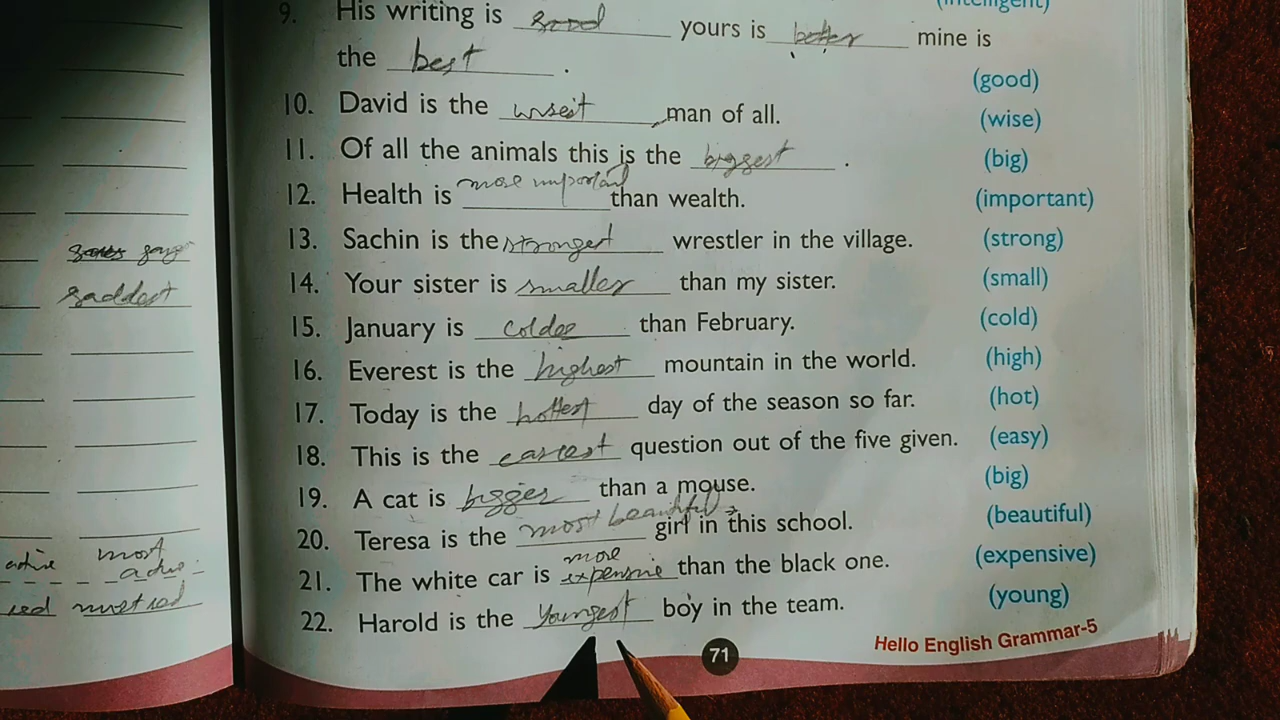 (intelligent)
9. His writing is good yours is better mine is
the best .
(good)
10. David is the wiseit man of all. (wise)
11. Of all the animals this is the biggest . (big)
12. Health is more important than wealth. (important)
13. Sachin is the strongest wrestler in the village. (strong)
14. Your sister is smaller than my sister. (small)
15. January is colder than February. (cold)
16. Everest is the highest mountain in the world. (high)
17. Today is the hottest day of the season so far. (hot)
18. This is the easiest question out of the five given. (easy)
19. A cat is bigger than a mouse. (big)
20. Teresa is the most beautiful girl in this school. (beautiful)
21. The white car is more expensive than the black one. (expensive)
22. Harold is the youngest boy in the team. (young)
71 Hello English Grammar-5
saddest
most